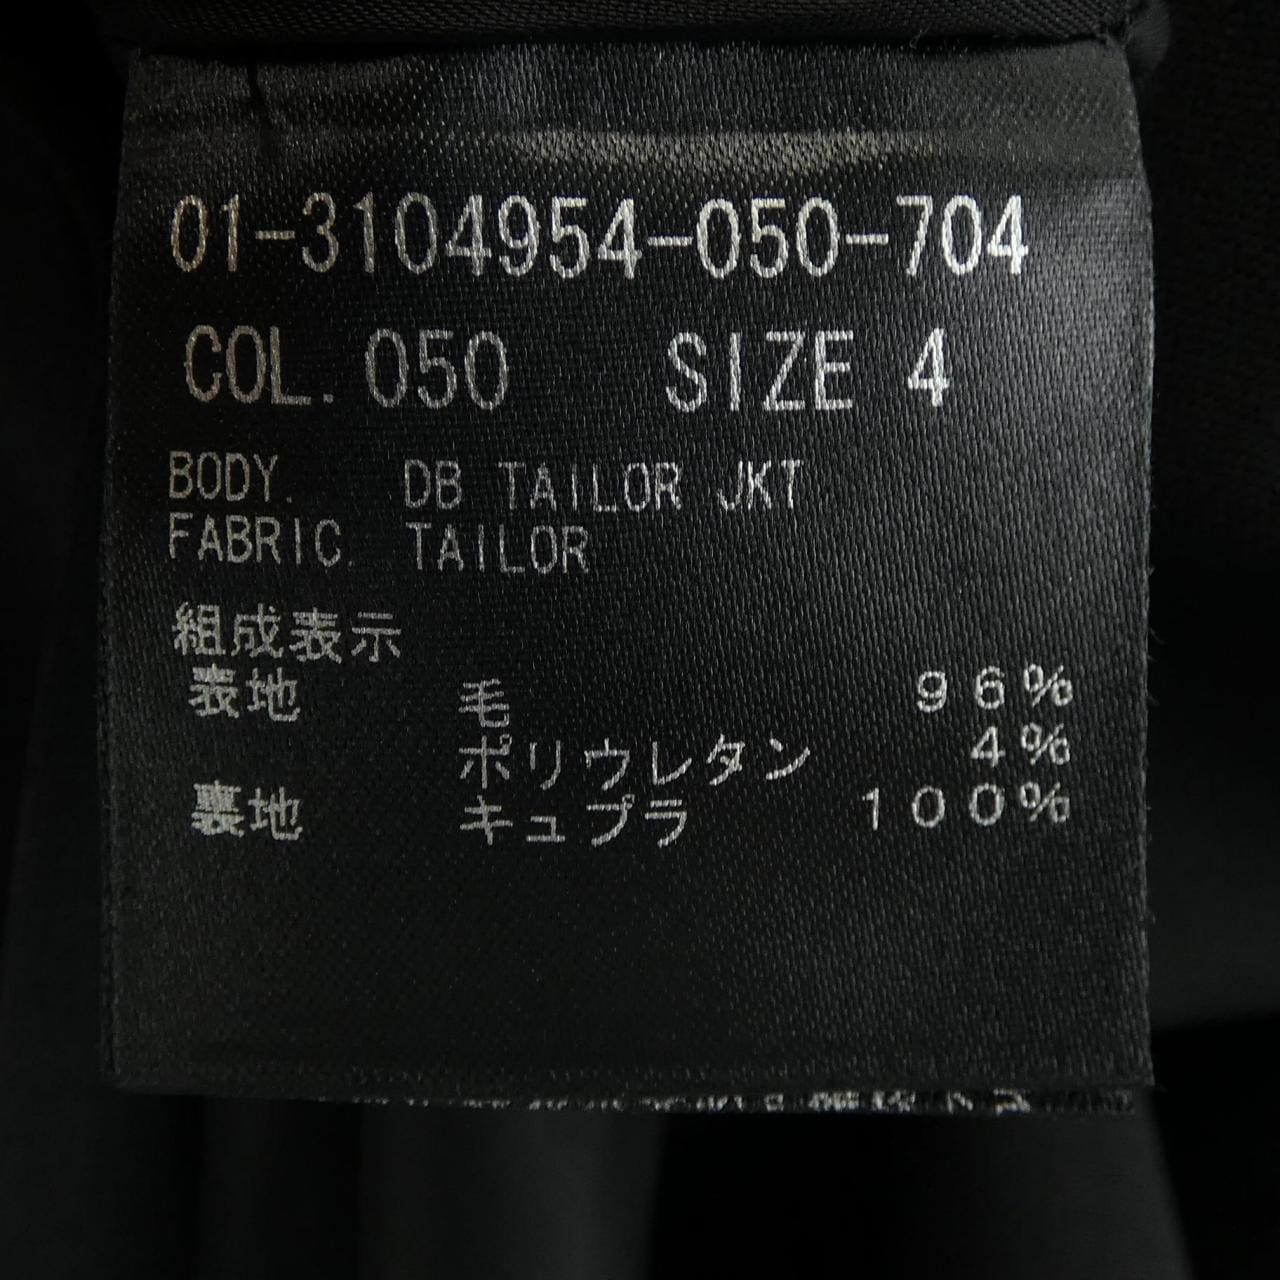 01-3104954-050-704
COL. 050 SIZE 4
BODY. DB TAILOR JKT
FABRIC. TAILOR
組成表示
表地 毛 96%
ポリウレタン 4%
裏地 キュプラ 100%